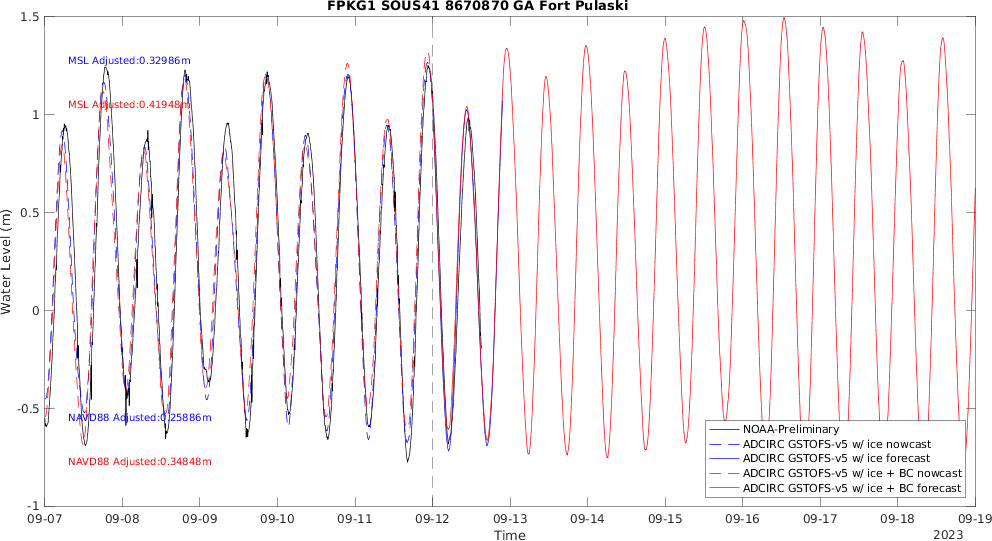 FPKG1 SOUS41 8670870 GA Fort Pulaski
1.5
MSL Adjusted:0.32986m
MSL Adjusted:0.41948m
1
0.5
Water Level (m)
0
-0.5
NAVD88 Adjusted:0.25886m
NAVD88 Adjusted:0.34848m
-1
NOAA-Preliminary
ADCIRC GSTOFS-v5 w/ ice nowcast
ADCIRC GSTOFS-v5 w/ ice forecast
ADCIRC GSTOFS-v5 w/ ice + BC nowcast
ADCIRC GSTOFS-v5 w/ ice + BC forecast
09-07 09-08 09-09 09-10 09-11 09-12 09-13 09-14 09-15 09-16 09-17 09-18 09-19
Time
2023